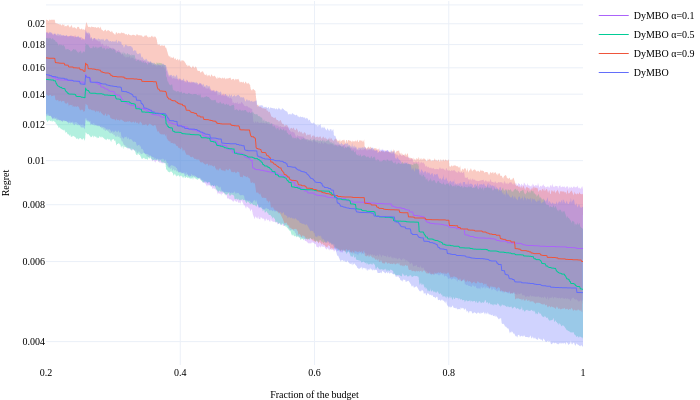 0.02
0.018
0.016
0.014
0.012
0.01
0.008
0.006
0.004
Regret
0.2
0.4
0.6
0.8
1
Fraction of the budget
DyMBO α=0.1
DyMBO α=0.5
DyMBO α=0.9
DyMBO